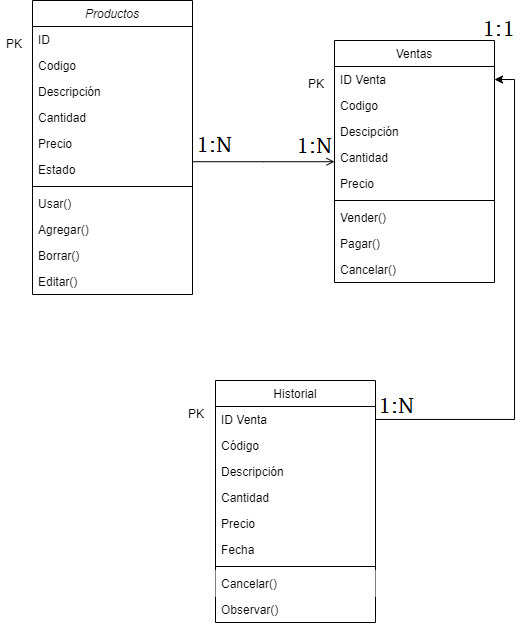 Productos
PK
ID
Codigo
Descripción
Cantidad
Precio
Estado
Usar()
Agregar()
Borrar()
Editar()
1:N
1:N
1:1
Ventas
PK
ID Venta
Codigo
Descipción
Cantidad
Precio
Vender()
Pagar()
Cancelar()
Historial
PK
1:N
ID Venta
Código
Descripción
Cantidad
Precio
Fecha
Cancelar()
Observar()